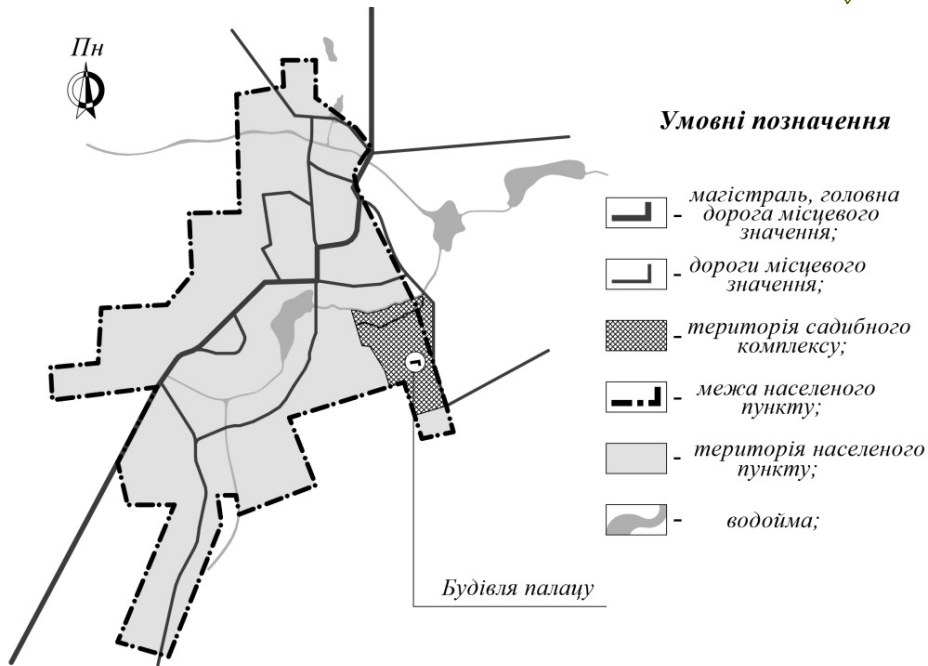 Пн
Умовні позначення
- магістраль, головна
дорога місцевого
значення;
- дороги місцевого
значення;
- територія садибного
комплексу;
- межа населеного
пункту;
- територія населеного
пункту;
- водойма;
Будівля палацу